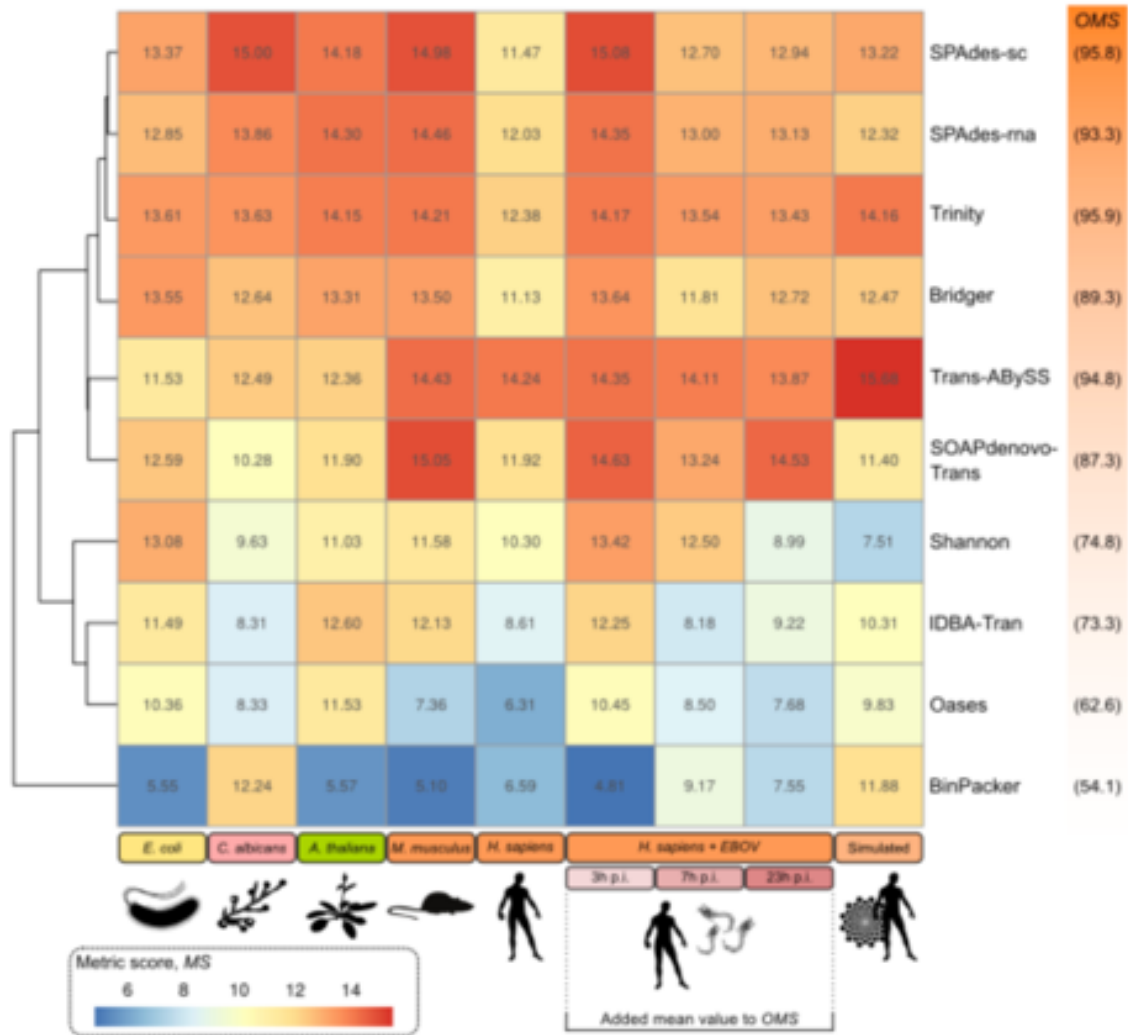 OMS
13.37 15.00 14.18 14.98 11.47 15.08 12.70 12.94 13.22 SPAdes-sc (95.8)
12.85 13.86 14.30 14.46 12.03 14.35 13.00 13.13 12.32 SPAdes-rna (93.3)
13.61 13.63 14.15 14.21 12.38 14.17 13.54 13.43 14.16 Trinity (95.9)
13.55 12.64 13.31 13.50 11.13 13.64 11.81 12.72 12.47 Bridger (89.3)
11.53 12.49 12.36 14.43 14.24 14.35 14.11 13.87 Trans-ABySS (94.8)
12.59 10.28 11.90 15.05 11.92 14.63 13.24 14.53 11.40 SOAPdenovo-
Trans (87.3)
13.08 9.63 11.03 11.58 10.30 13.42 12.50 8.99 7.51 Shannon (74.8)
11.49 8.31 12.60 12.13 8.61 12.25 8.18 9.22 10.31 IDBA-Tran (73.3)
10.36 8.33 11.53 7.36 6.31 10.45 8.50 7.68 9.83 Oases (62.6)
5.55 12.24 5.57 5.10 6.59 4.81 9.17 7.55 11.88 BinPacker (54.1)
E. coli C. albicans A. thaliana M. musculus H. sapiens H. sapiens + EBOV Simulated
3h p.i. 7h p.i. 23h p.i.
Metric score, MS
6 8 10 12 14
Added mean value to OMS